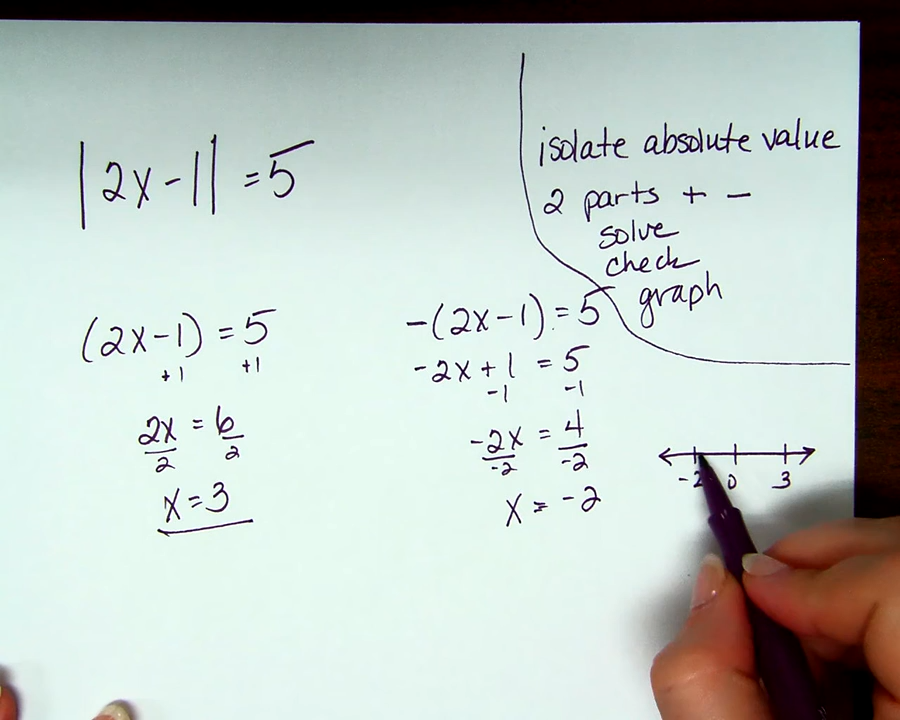 |2x-1| = 5
isolate absolute value
2 parts + -
solve
check
graph
(2x-1) = 5
+1 +1
2x = 6
2 2
x = 3
-(2x-1) = 5
-2x+1 = 5
-1 -1
-2x = 4
-2 -2
x = -2
-2 0 3